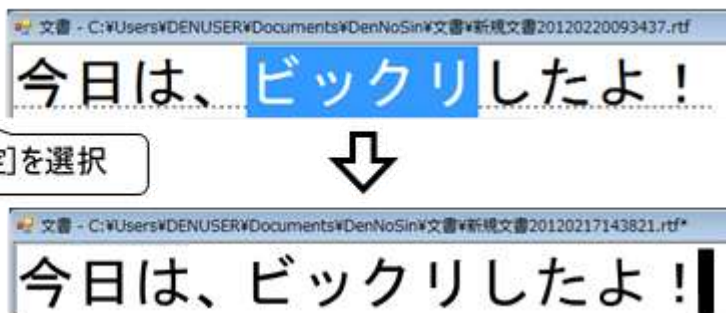 文書 - C:¥Users¥DENUSER¥Documents¥DenNoSin¥文書¥新規文書20120220093437.rtf
今日は、ビックリしたよ！
]を選択
文書 - C:¥Users¥DENUSER¥Documents¥DenNoSin¥文書¥新規文書20120217143821.rtf*
今日は、ビックリしたよ！